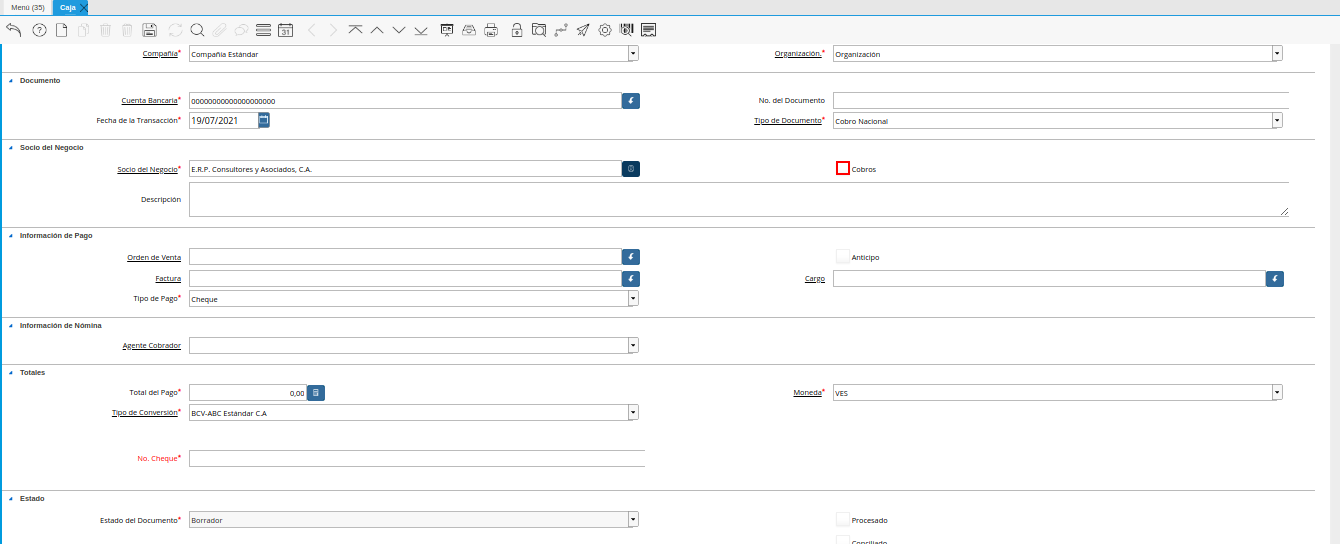 Menú (35) Caja
31
Compañía* Compañia Estándar Organización.* Organización
Documento
Cuenta Bancaria* 00000000000000000000 No. del Documento
Fecha de la Transacción* 19/07/2021 Tipo de Documento* Cobro Nacional
Socio del Negocio
Socio del Negocio* E.R.P. Consultores y Asociados, C.A. Cobros
Descripción
Información de Pago
Orden de Venta Anticipo
Factura Cargo
Tipo de Pago* Cheque
Información de Nómina
Agente Cobrador
Totales
Total del Pago* 0,00 Moneda* VES
Tipo de Conversión* BCV-ABC Estándar C.A
No. Cheque*
Estado
Estado del Documento* Borrador Procesado
Conciliado